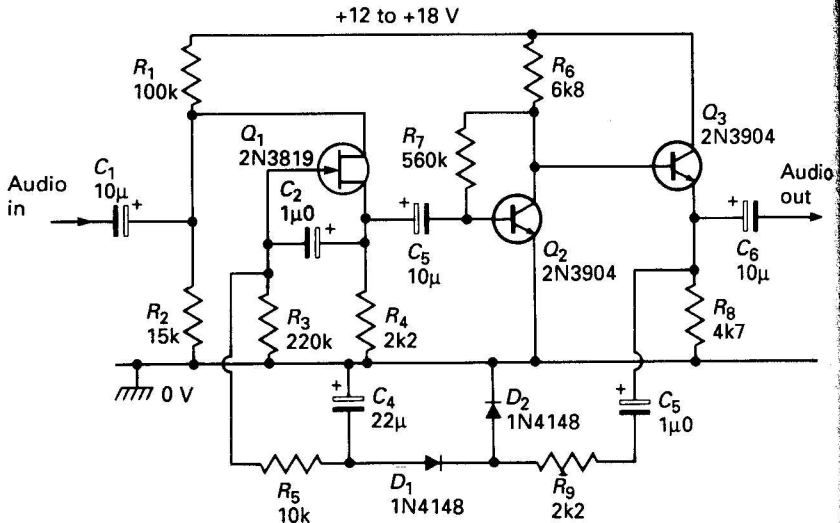 +12 to +18 V
R1
100k
R6
6k8
Q1
2N3819
R7
560k
Q3
2N3904
C1
10μ
Audio
in
C2
1μ0
Audio
out
C5
10μ
Q2
2N3904
C6
10μ
R2
15k
R3
220k
R4
2k2
R8
4k7
0 V
C4
22μ
D2
1N4148
C5
1μ0
R5
10k
D1
1N4148
R9
2k2